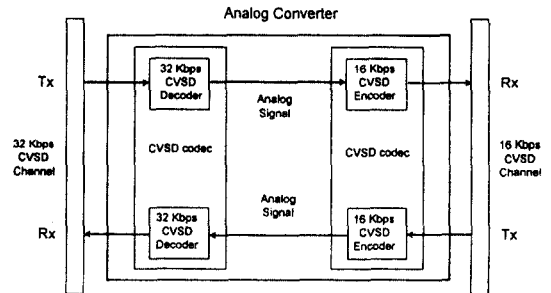 Analog Converter
Tx
32 Kbps
CVSD
Decoder
Analog
Signal
16 Kbps
CVSD
Encoder
Rx
32 Kbps
CVSD
Channel
CVSD codec
CVSD codec
16 Kbps
CVSD
Channel
Rx
32 Kbps
CVSD
Decoder
Analog
Signal
16 Kbps
CVSD
Encoder
Tx